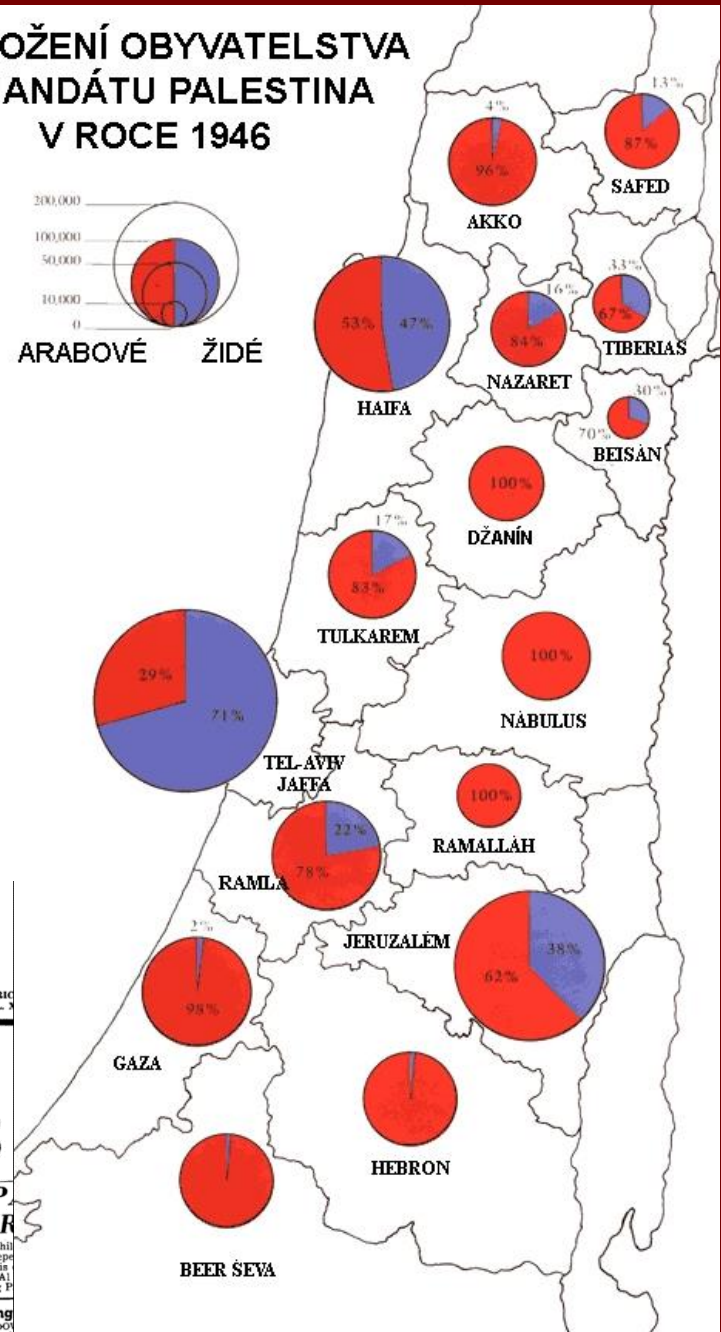 OŽENÍ OBYVATELSTVA
ANDÁTU PALESTINA
V ROCE 1946
200,000
100,000
50,000
10,000
0
ARABOVÉ ŽIDÉ
4%
96%
AKKO
13%
87%
SAFED
53% 47%
HAIFA
16%
84%
NAZARET
33%
67%
TIBERIAS
30%
70%
BEISÁN
100%
DŽANÍN
17%
83%
TULKAREM
100%
NÁBULUS
29%
71%
TEL-AVIV
JAFFA
100%
RAMALLÁH
22%
78%
RAMLA
JERUZALÉM
38%
62%
2%
98%
GAZA
HEBRON
BEER ŠEVA